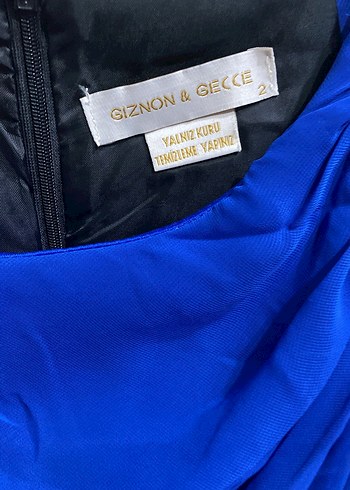 GIZNON & GECCE
2
YALNIZ KURU
TEMİZLEME YAPINIZ